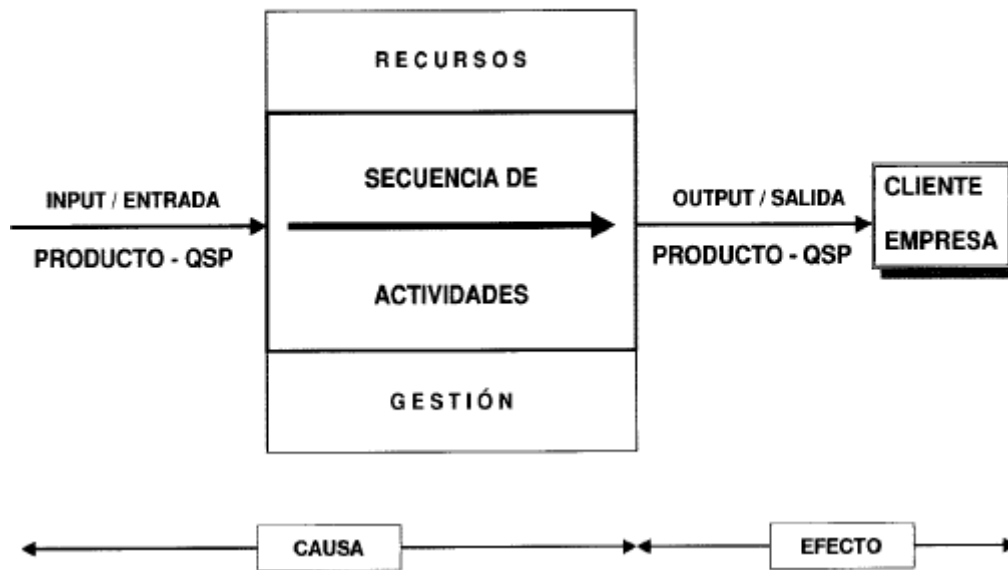 RECURSOS
SECUENCIA DE
ACTIVIDADES
GESTIÓN
INPUT / ENTRADA
PRODUCTO - QSP
OUTPUT / SALIDA
PRODUCTO - QSP
CLIENTE
EMPRESA
CAUSA
EFECTO